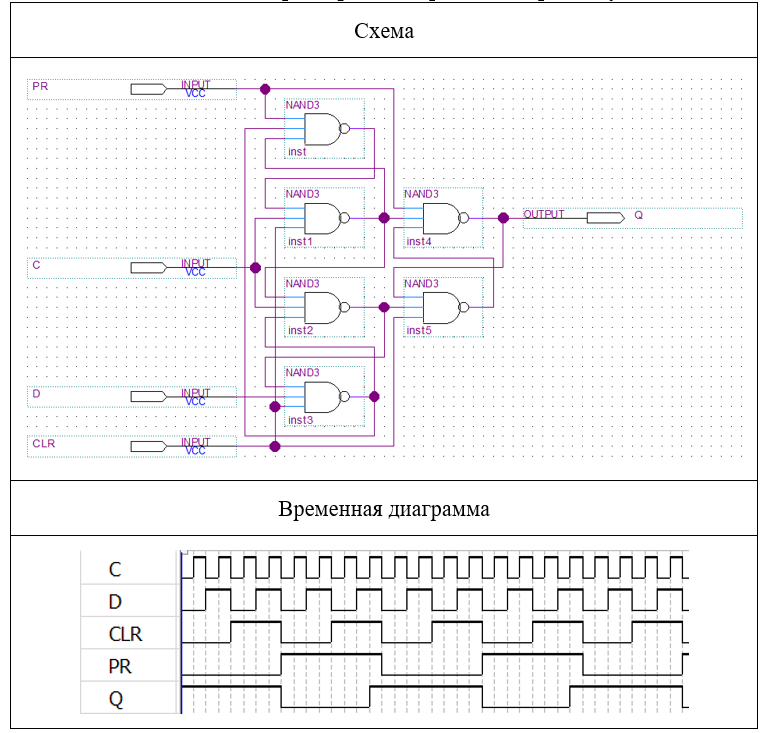 Схема
PR
INPUT
VCC
NAND3
inst
NAND3
inst1
NAND3
inst4
OUTPUT
Q
C
INPUT
VCC
NAND3
inst2
NAND3
inst5
D
INPUT
VCC
NAND3
inst3
CLR
INPUT
VCC
Временная диаграмма
C
D
CLR
PR
Q